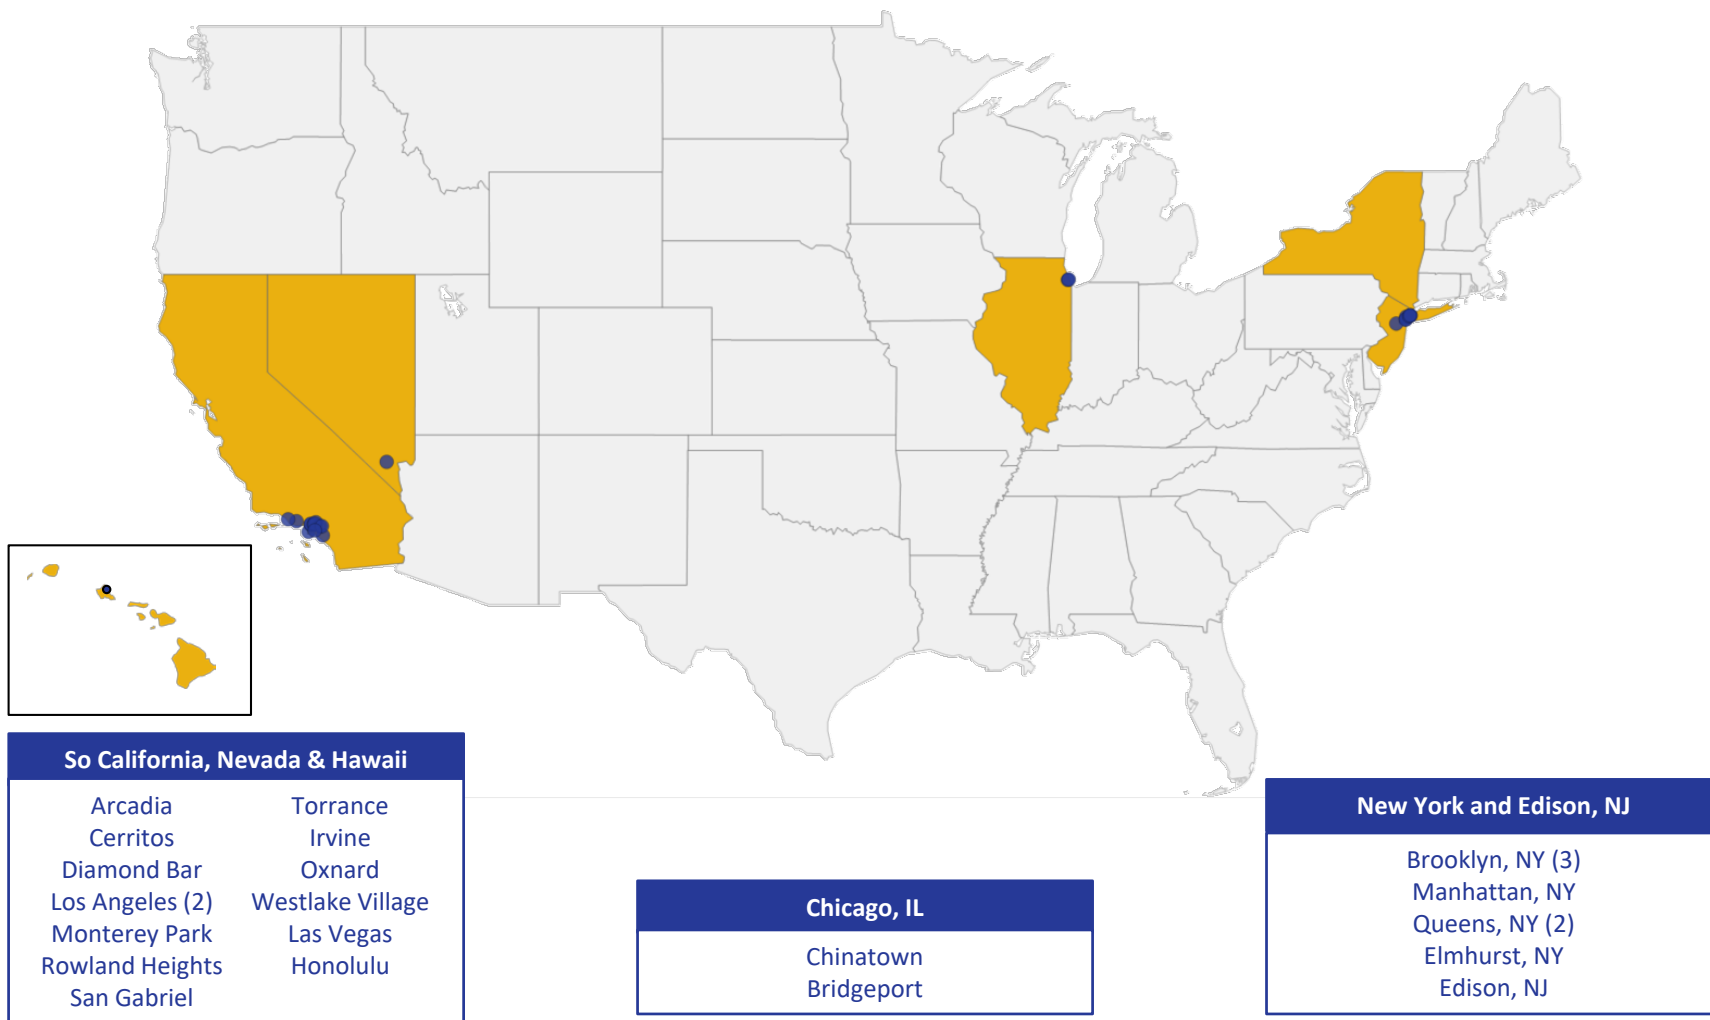 So California, Nevada & Hawaii
Arcadia
Cerritos
Diamond Bar
Los Angeles (2)
Monterey Park
Rowland Heights
San Gabriel
Torrance
Irvine
Oxnard
Westlake Village
Las Vegas
Honolulu
Chicago, IL
Chinatown
Bridgeport
New York and Edison, NJ
Brooklyn, NY (3)
Manhattan, NY
Queens, NY (2)
Elmhurst, NY
Edison, NJ